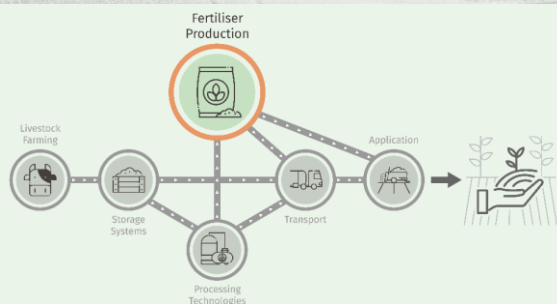 Fertiliser
Production
Livestock
Farming
Application
Storage
Systems
Transport
Processing
Technologies